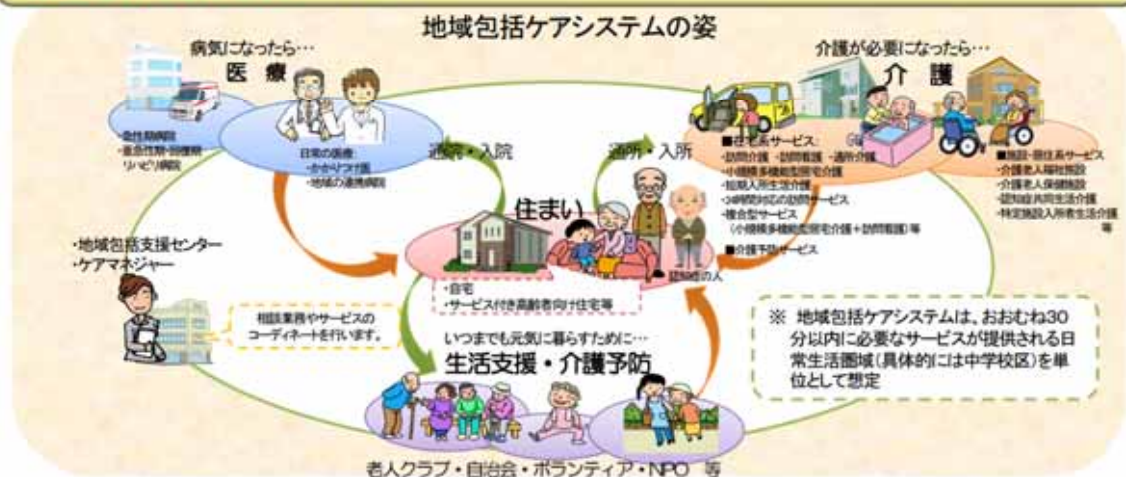 地域包括ケアシステムの姿
病気になったら…
医 療
・急性期病院
・亜急性期・回復期
リハビリ病院
日常の医療:
・かかりつけ医
・地域の連携病院
通院・入院
通所・入所
介護が必要になったら…
介 護
■在宅系サービス:
・訪問介護 ・訪問看護 ・通所介護
・小規模多機能型居宅介護
・短期入所生活介護
・24時間対応の訪問サービス
・複合型サービス
(小規模多機能型居宅介護+訪問看護)等
■介護予防サービス
■施設・居住系サービス
・介護老人福祉施設
・介護老人保健施設
・認知症共同生活介護
・特定施設入所者生活介護
等
住まい
認知症の人
・自宅
・サービス付き高齢者向け住宅等
・地域包括支援センター
・ケアマネジャー
相談業務やサービスの
コーディネートを行います。
いつまでも元気に暮らすために…
生活支援・介護予防
老人クラブ・自治会・ボランティア・NPO 等
※ 地域包括ケアシステムは、おおむね30
分以内に必要なサービスが提供される日
常生活圏域(具体的には中学校区)を単
位として想定